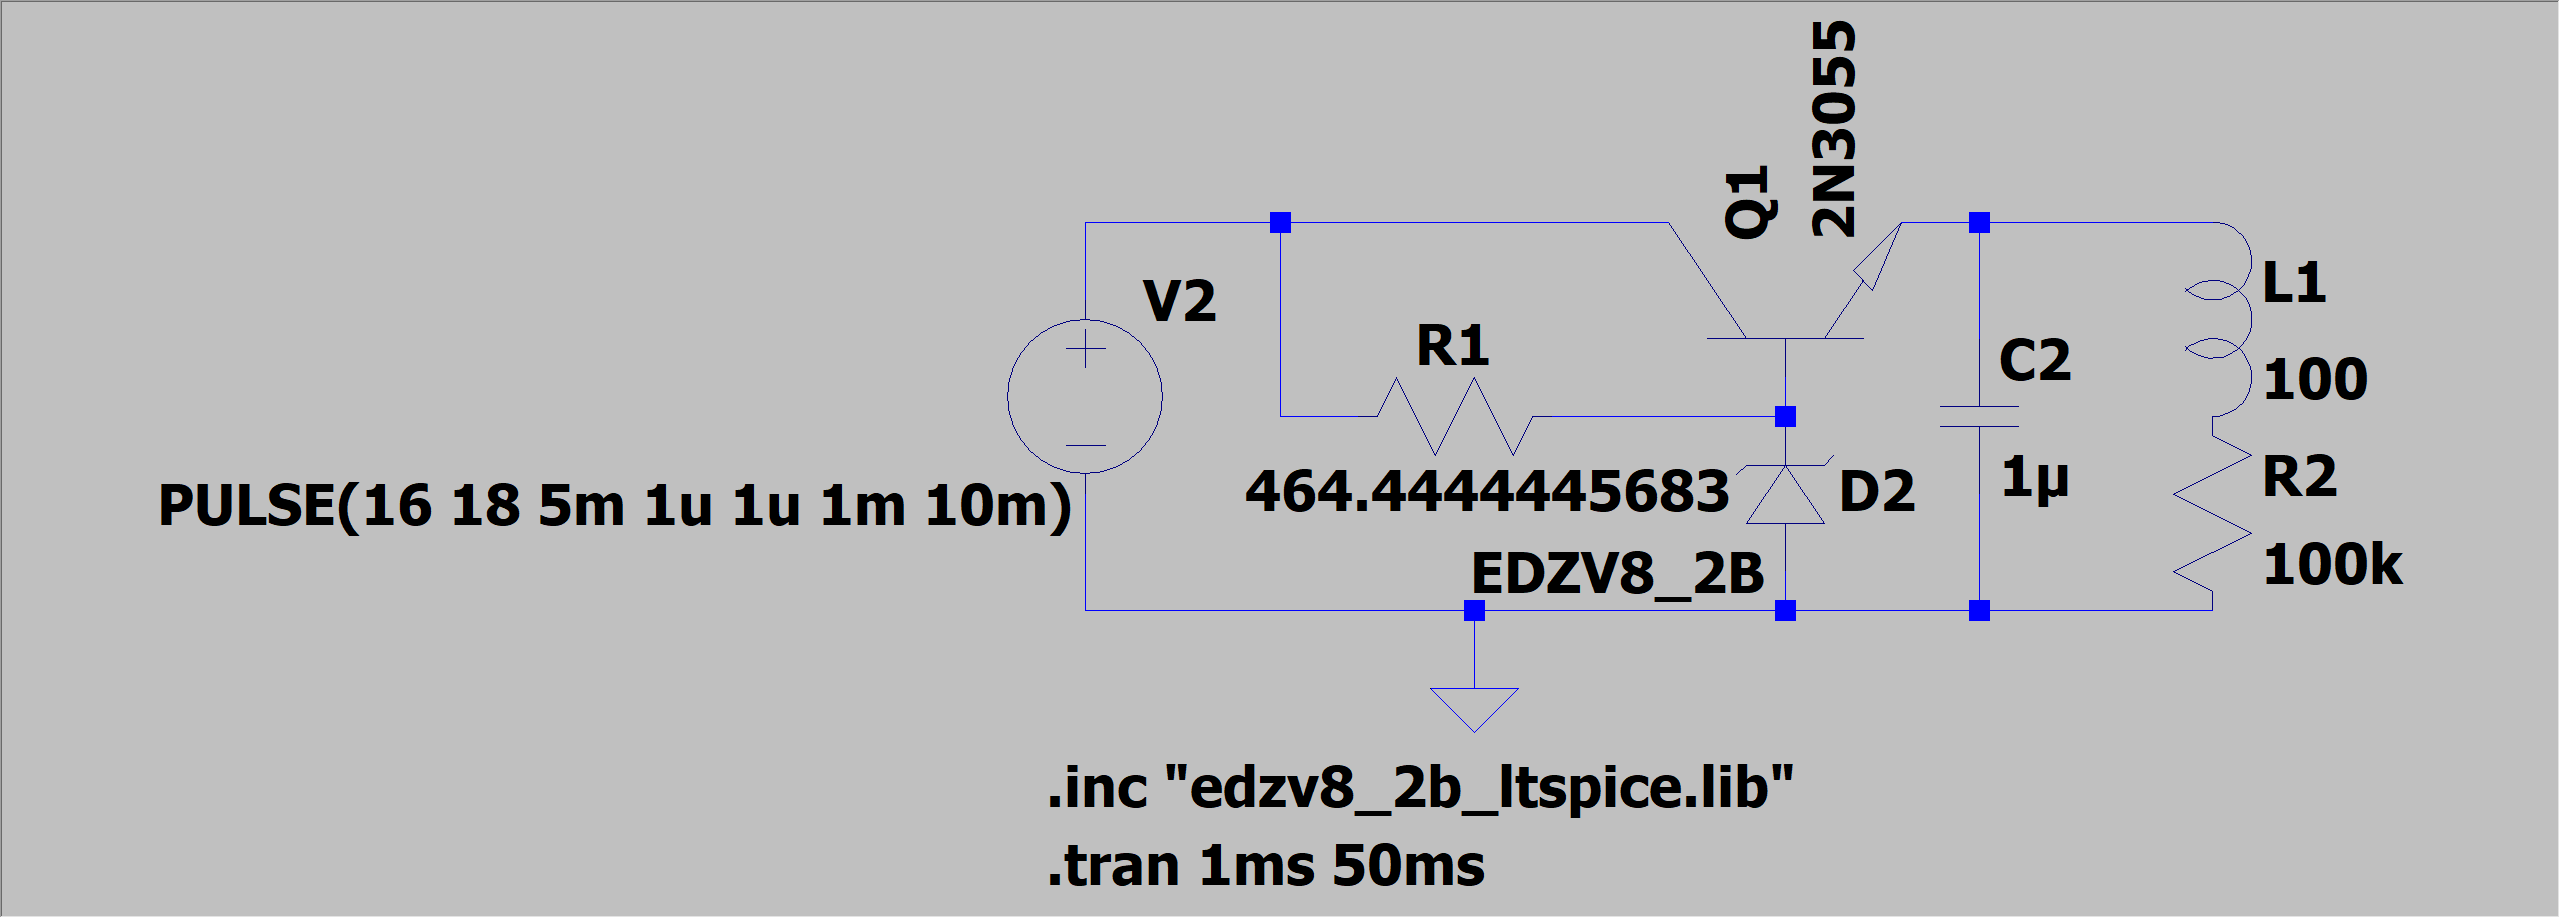 Q1
2N3055
V2
PULSE(16 18 5m 1u 1u 1m 10m)
R1
464.4444445683
D2
EDZV8_2B
C2
1µ
L1
100
R2
100k
.inc "edzv8_2b_ltspice.lib"
.tran 1ms 50ms